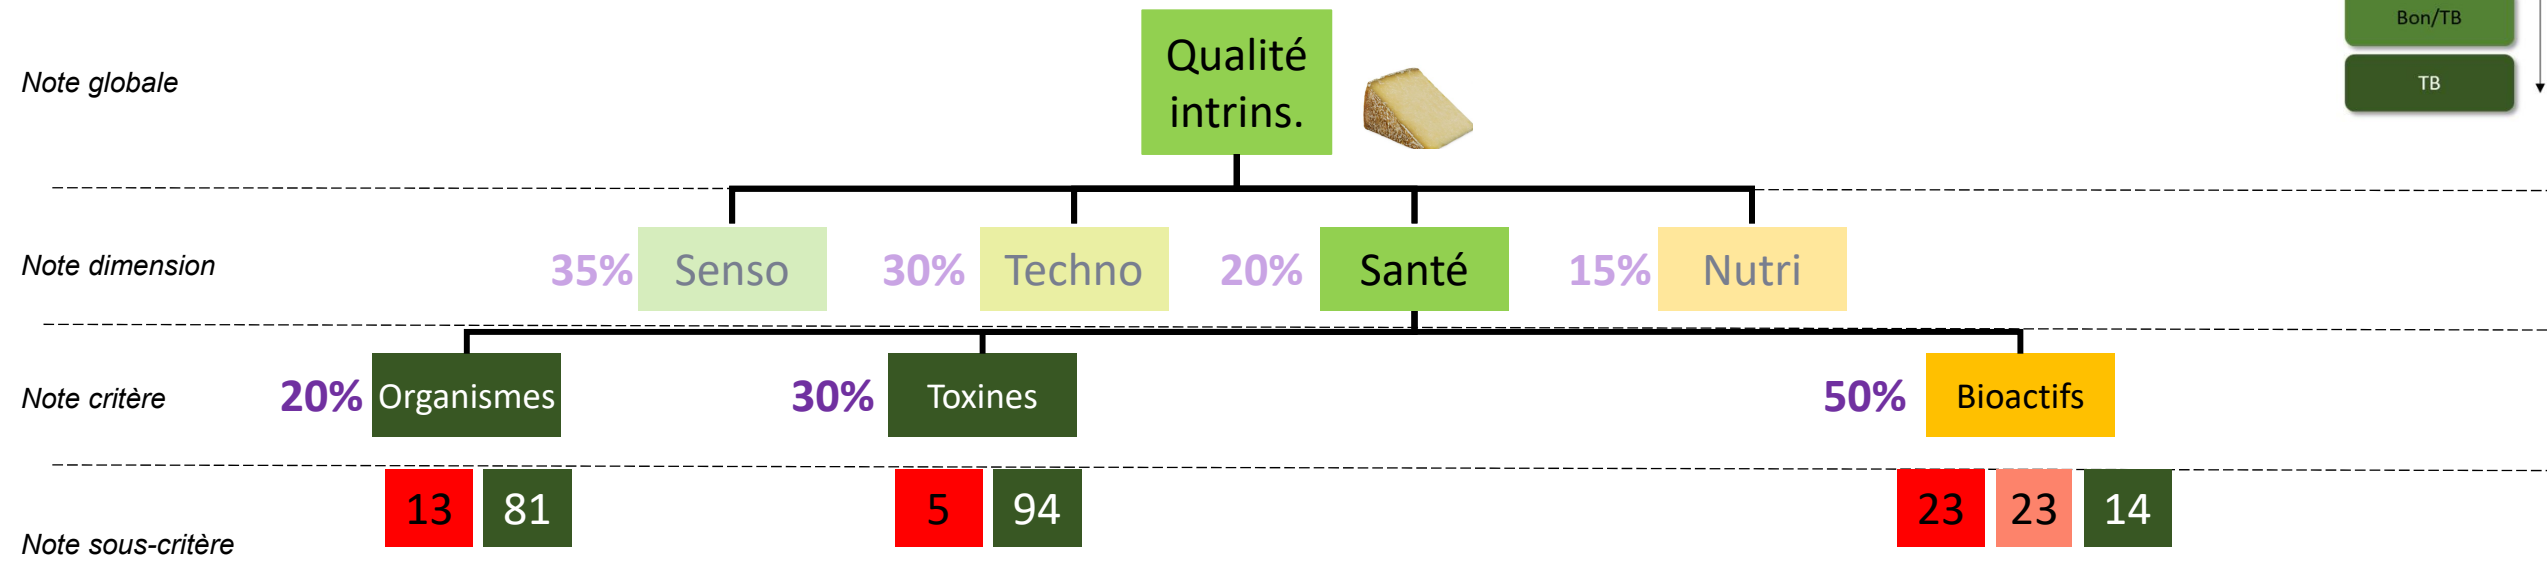 Bon/TB
TB
Note globale
Qualité
intrins.
Note dimension
35% Senso
30% Techno
20% Santé
15% Nutri
Note critère
20% Organismes
30% Toxines
50% Bioactifs
13 81
5 94
23 23 14
Note sous-critère